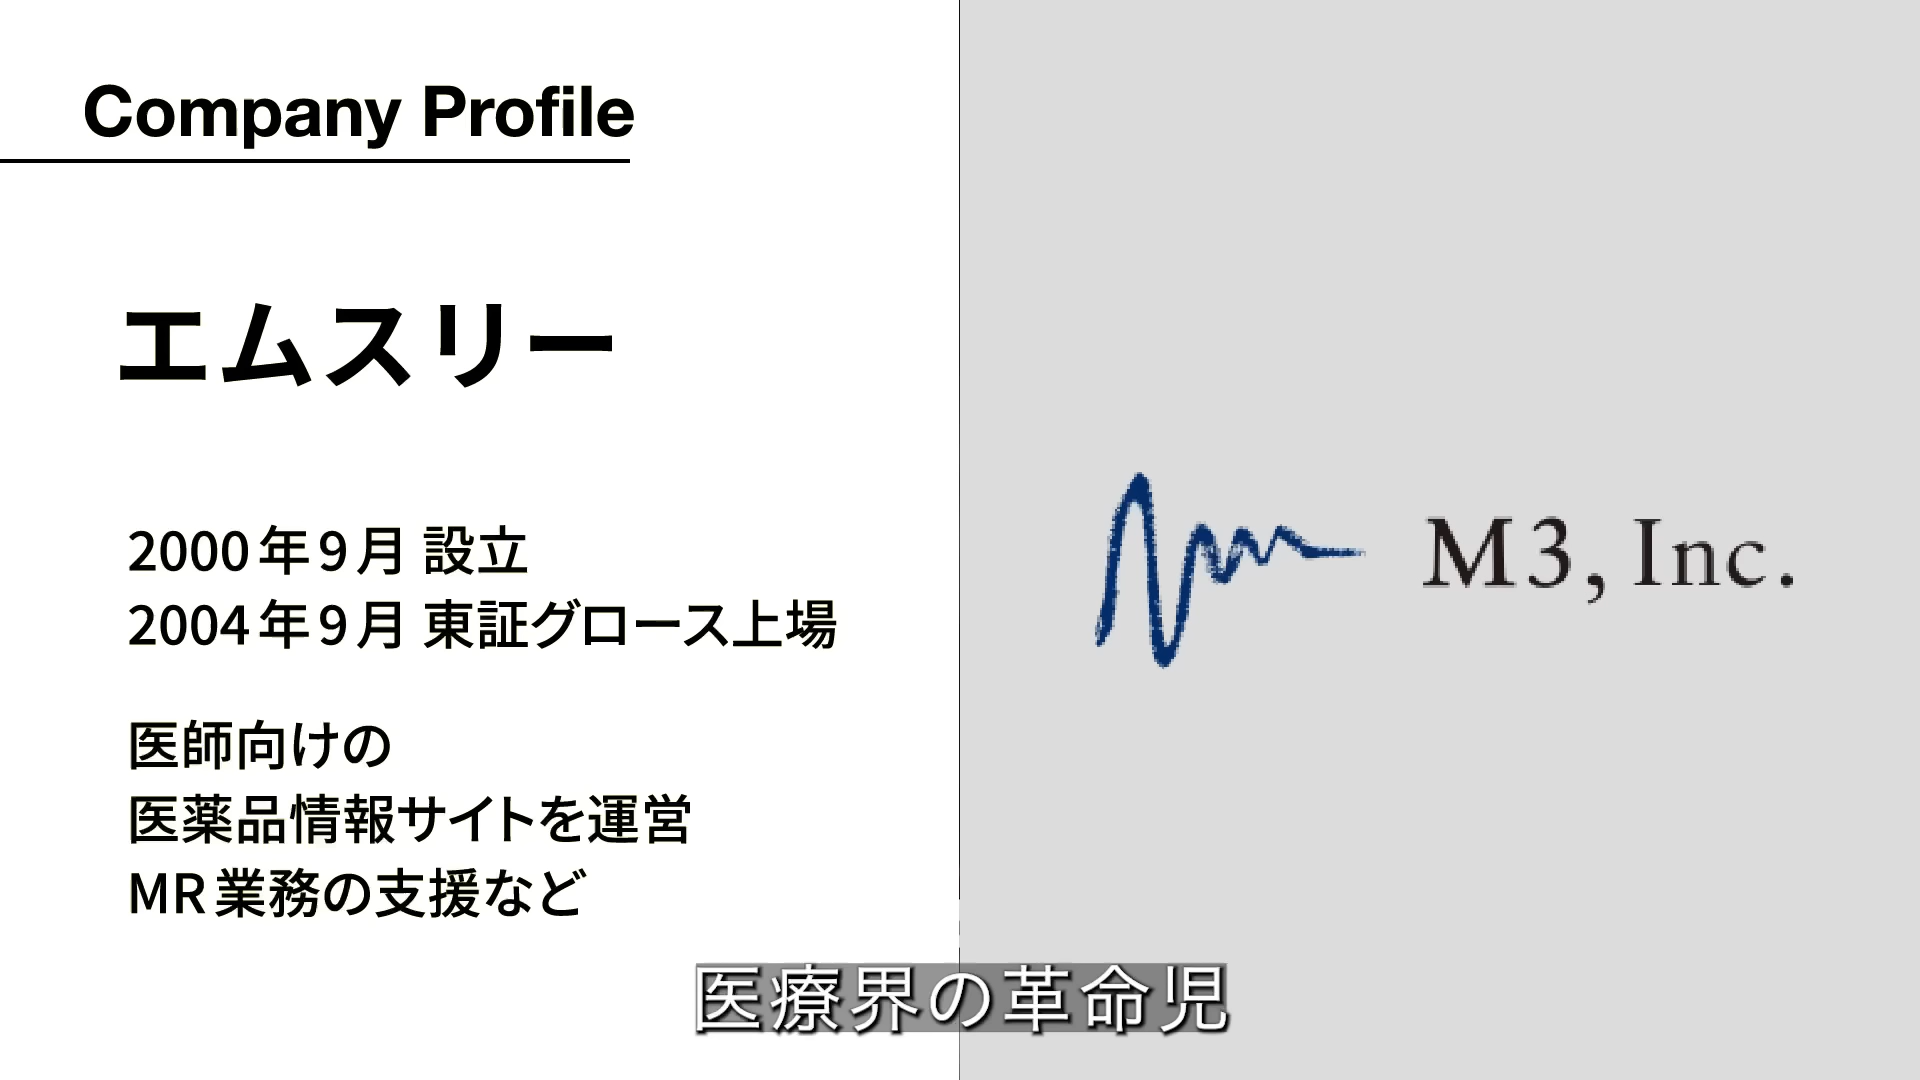 Company Profile
エムスリー
2000年9月 設立
2004年9月 東証グロース上場
医師向けの
医薬品情報サイトを運営
MR業務の支援など
M3, Inc.
医療界の革命児